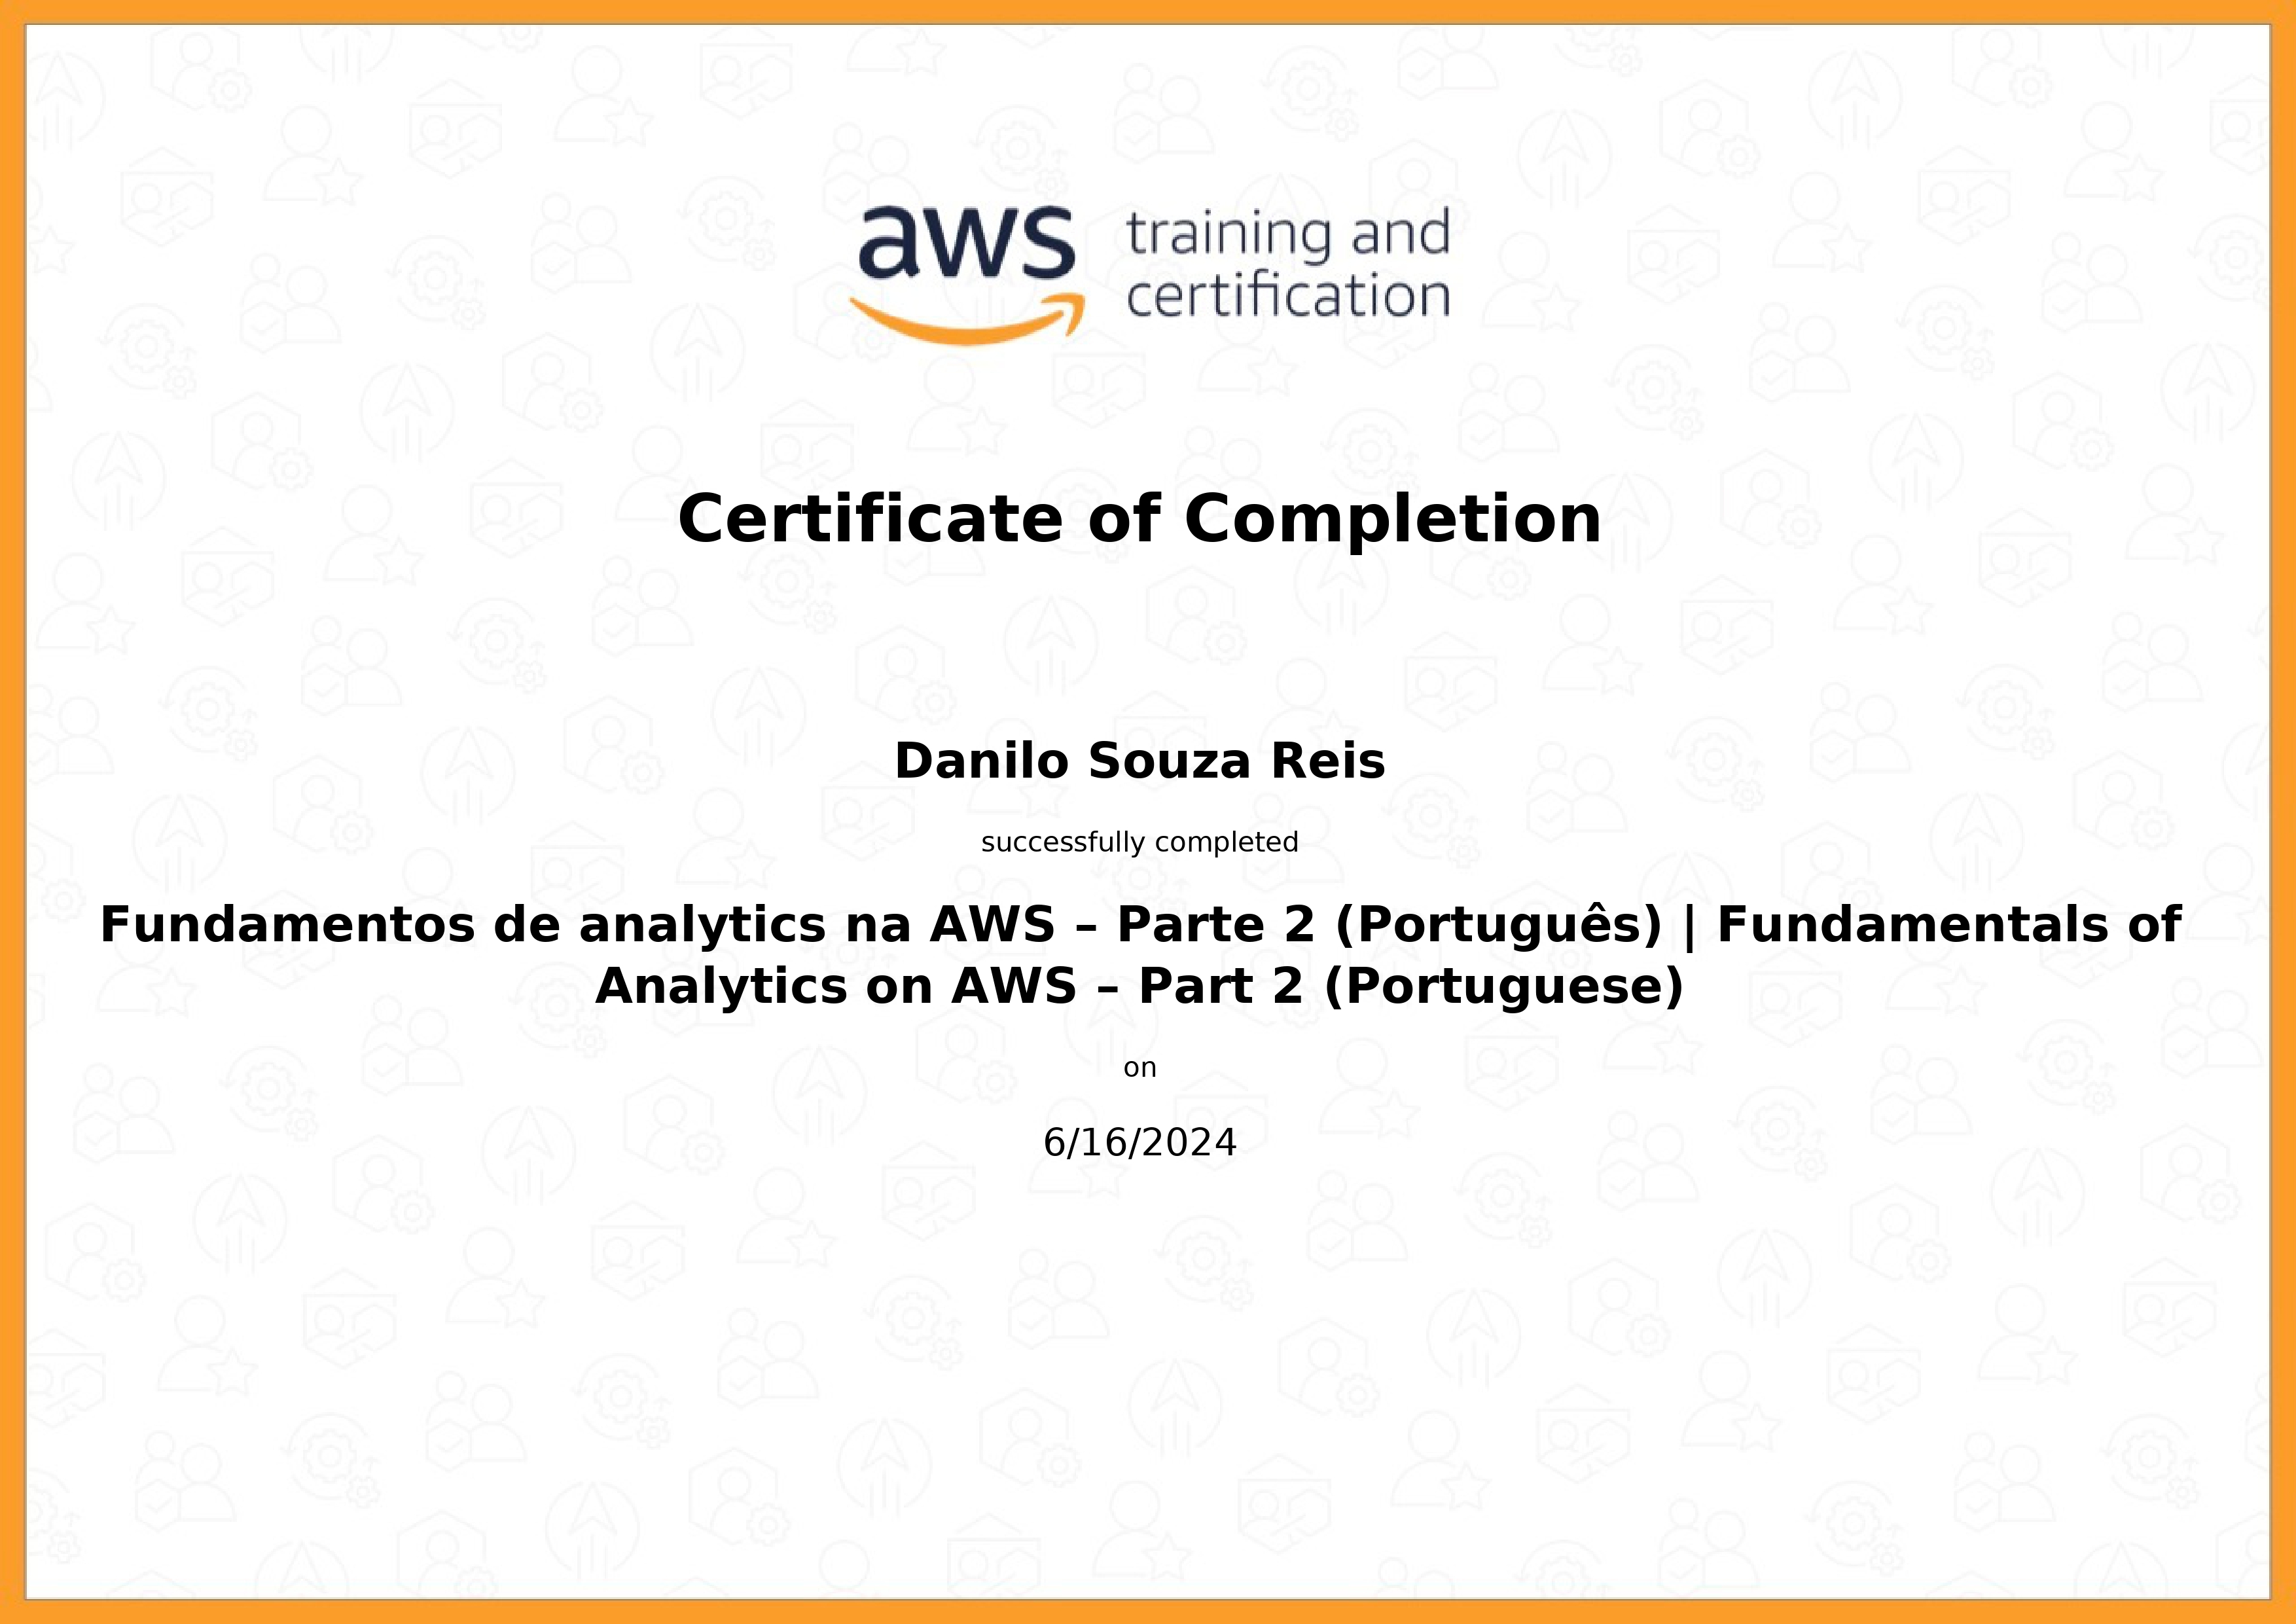 aws
training and
certification
Certificate of Completion
Danilo Souza Reis
successfully completed
Fundamentos de analytics na AWS – Parte 2 (Português) | Fundamentals of
Analytics on AWS – Part 2 (Portuguese)
on
6/16/2024